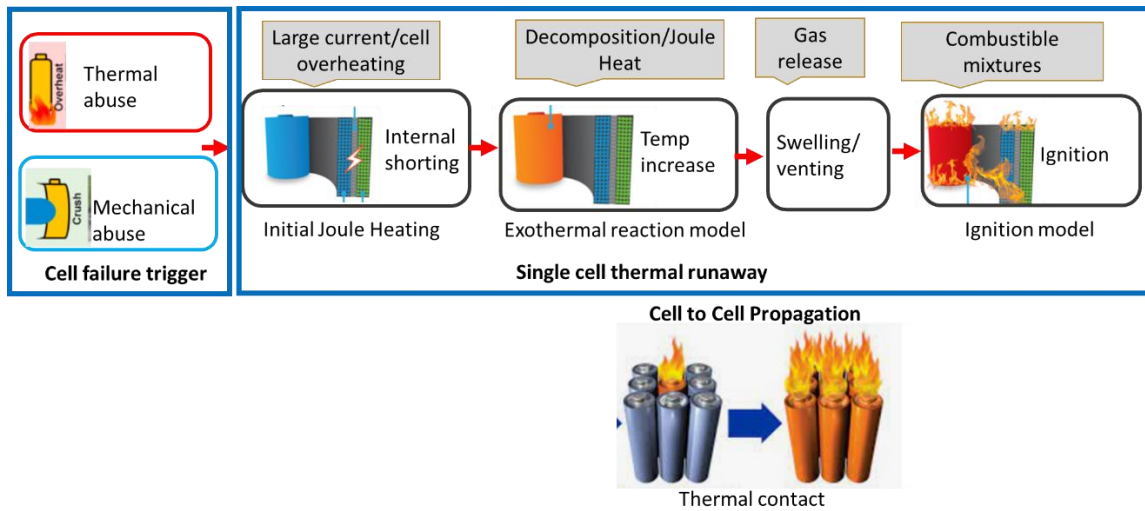 Overheat
Thermal
abuse
Crush
Mechanical
abuse
Cell failure trigger
Large current/cell
overheating
Decomposition/Joule
Heat
Gas
release
Combustible
mixtures
Internal
shorting
Temp
increase
Swelling/
venting
Ignition
Initial Joule Heating
Exothermal reaction model
Ignition model
Single cell thermal runaway
Cell to Cell Propagation
Thermal contact